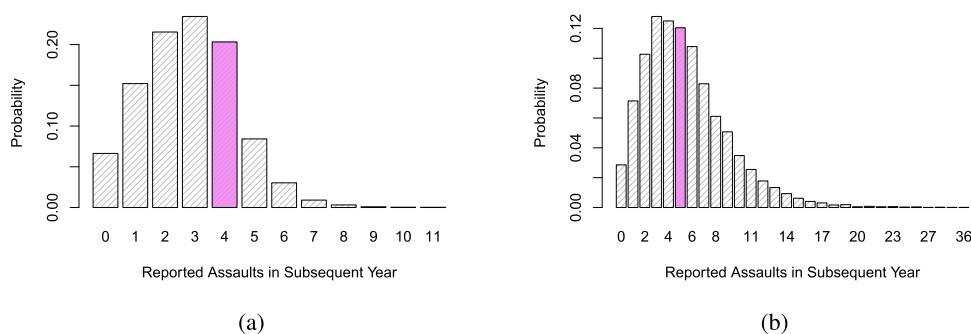 Probability
0.00 0.10 0.20
0 1 2 3 4 5 6 7 8 9 10 11
Reported Assaults in Subsequent Year
(a)
Probability
0.00 0.04 0.08 0.12
0 2 4 6 8 11 14 17 20 23 27 36
Reported Assaults in Subsequent Year
(b)